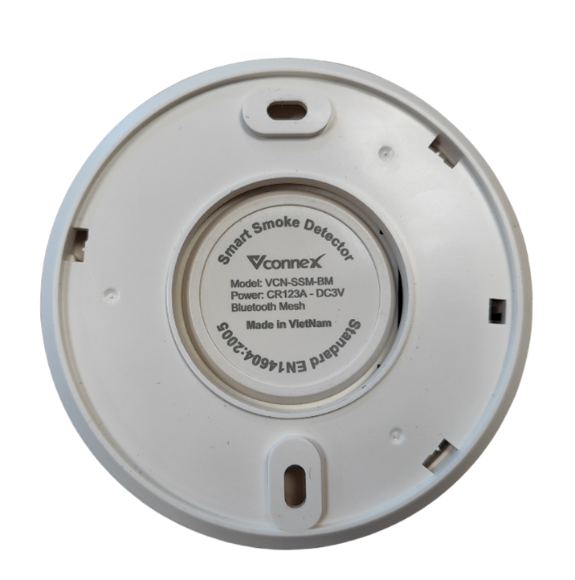 Smart Smoke Detector
Vconnex
Model: VCN-SSM-BM
Power: CR123A - DC3V
Bluetooth Mesh
Made in VietNam
Standard EN14604:2005